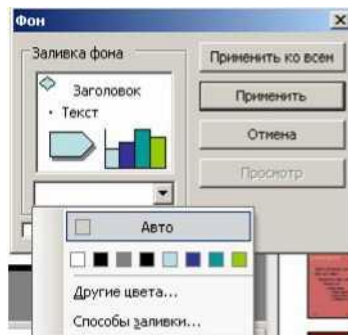 Фон
Заливка фона
Заголовок
• Текст
Применить ко всем
Применить
Отмена
Просмотр
Авто
Другие цвета...
Способы заливки...